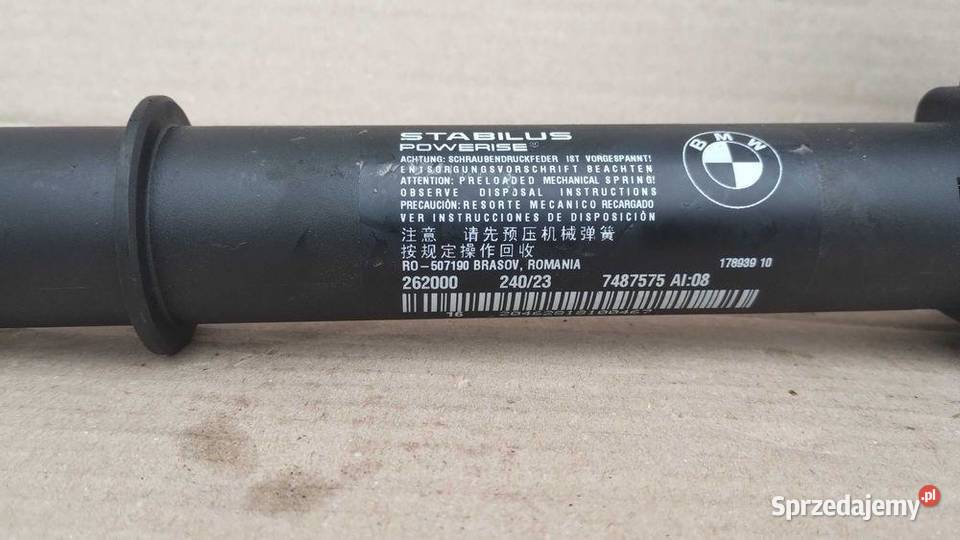 STABILUS
POWERISE®
ACHTUNG: SCHRAUBENDRUCKFEDER IST VORGESPANNT!
ENTSORGUNGSVORSCHRIFT BEACHTEN
ATTENTION: PRELOADED MECHANICAL SPRING!
OBSERVE DISPOSAL INSTRUCTIONS
PRECAUCIÓN: RESORTE MECANICO RECARGADO
VER INSTRUCCIONES DE DISPOSICIÓN
注意 请先预压机械弹簧
按规定操作回收
RO-507190 BRASOV, ROMANIA
178939 10
262000 240/23 7487575 AI:08
16
BMW
Sprzedajemy.pl